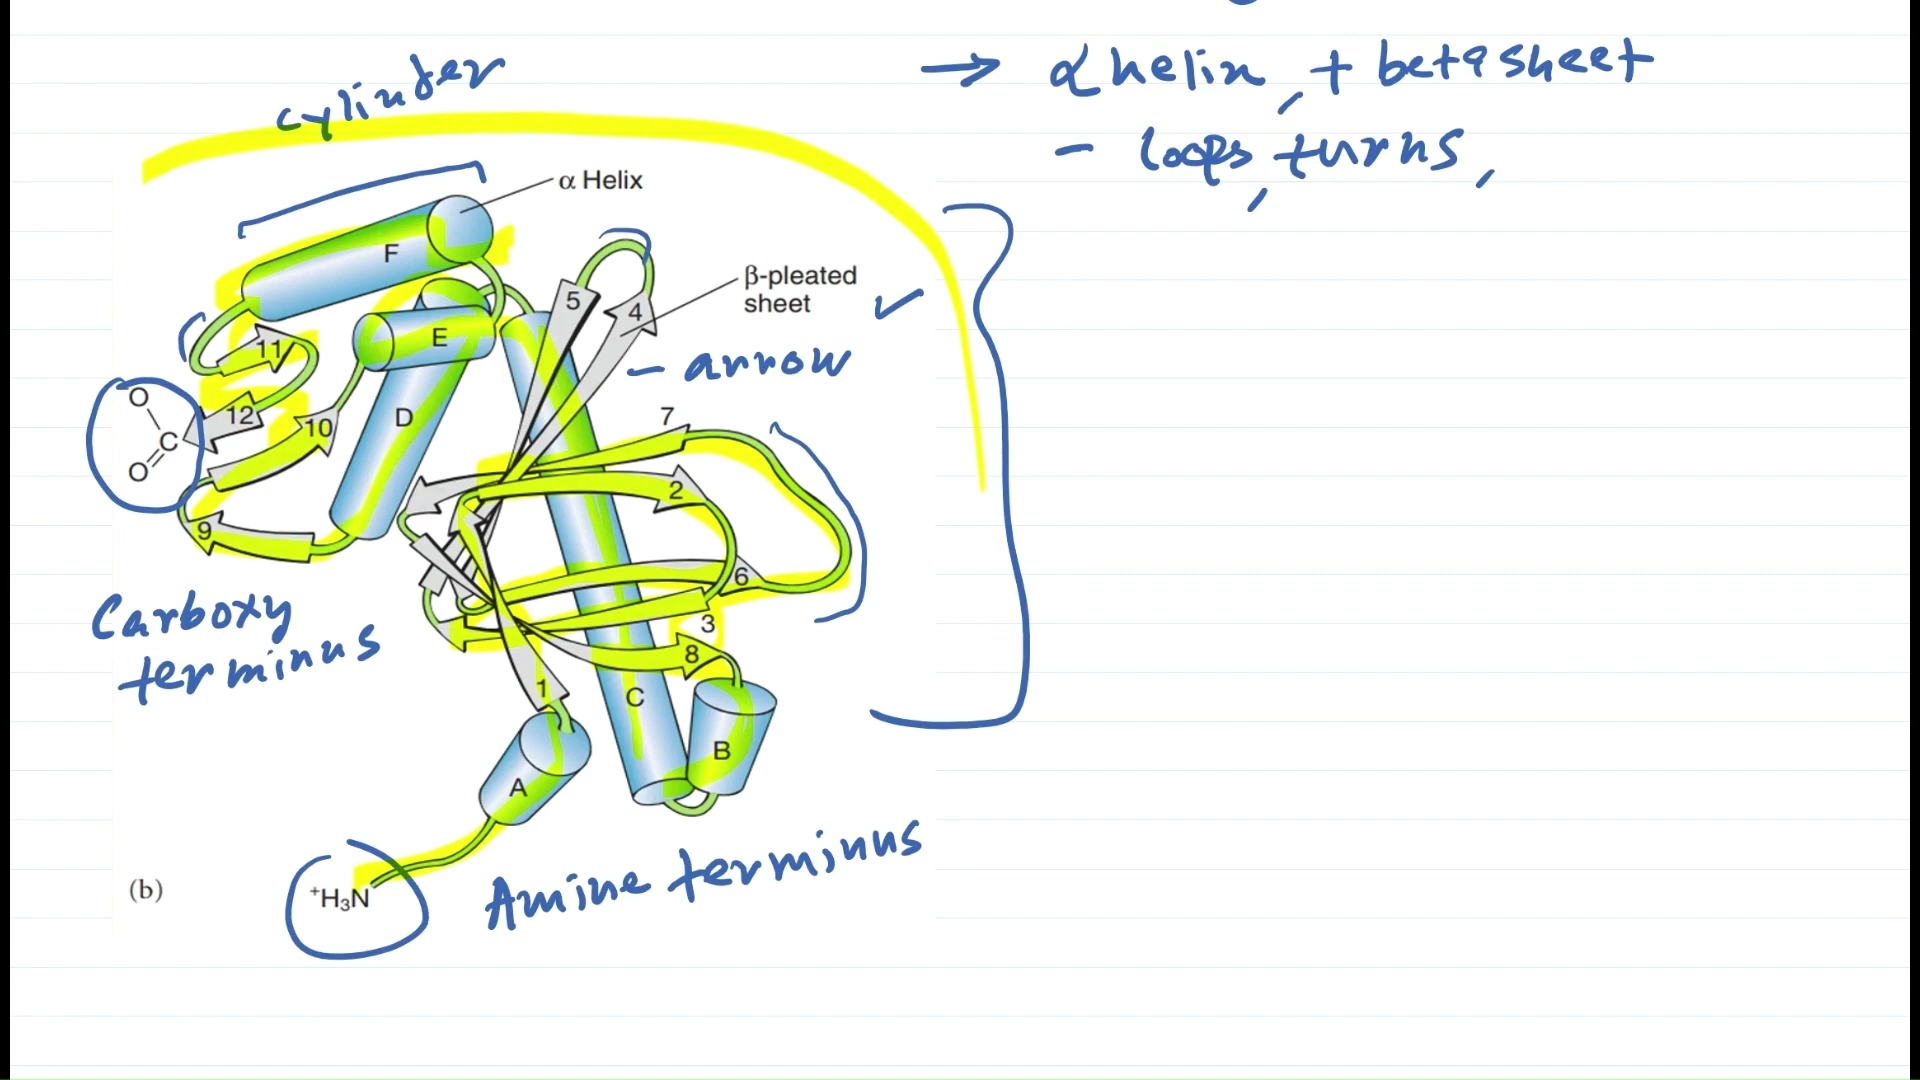 → αhelix, + beta sheet
- loops, turns,
cylinder
α Helix
F
5
4
β-pleated
sheet ✓
- arrow
E
11
12
10
D
O
C
O
7
2
9
6
3
8
1
C
B
A
Carboxy
terminus
Amine terminus
⁺H₃N
(b)